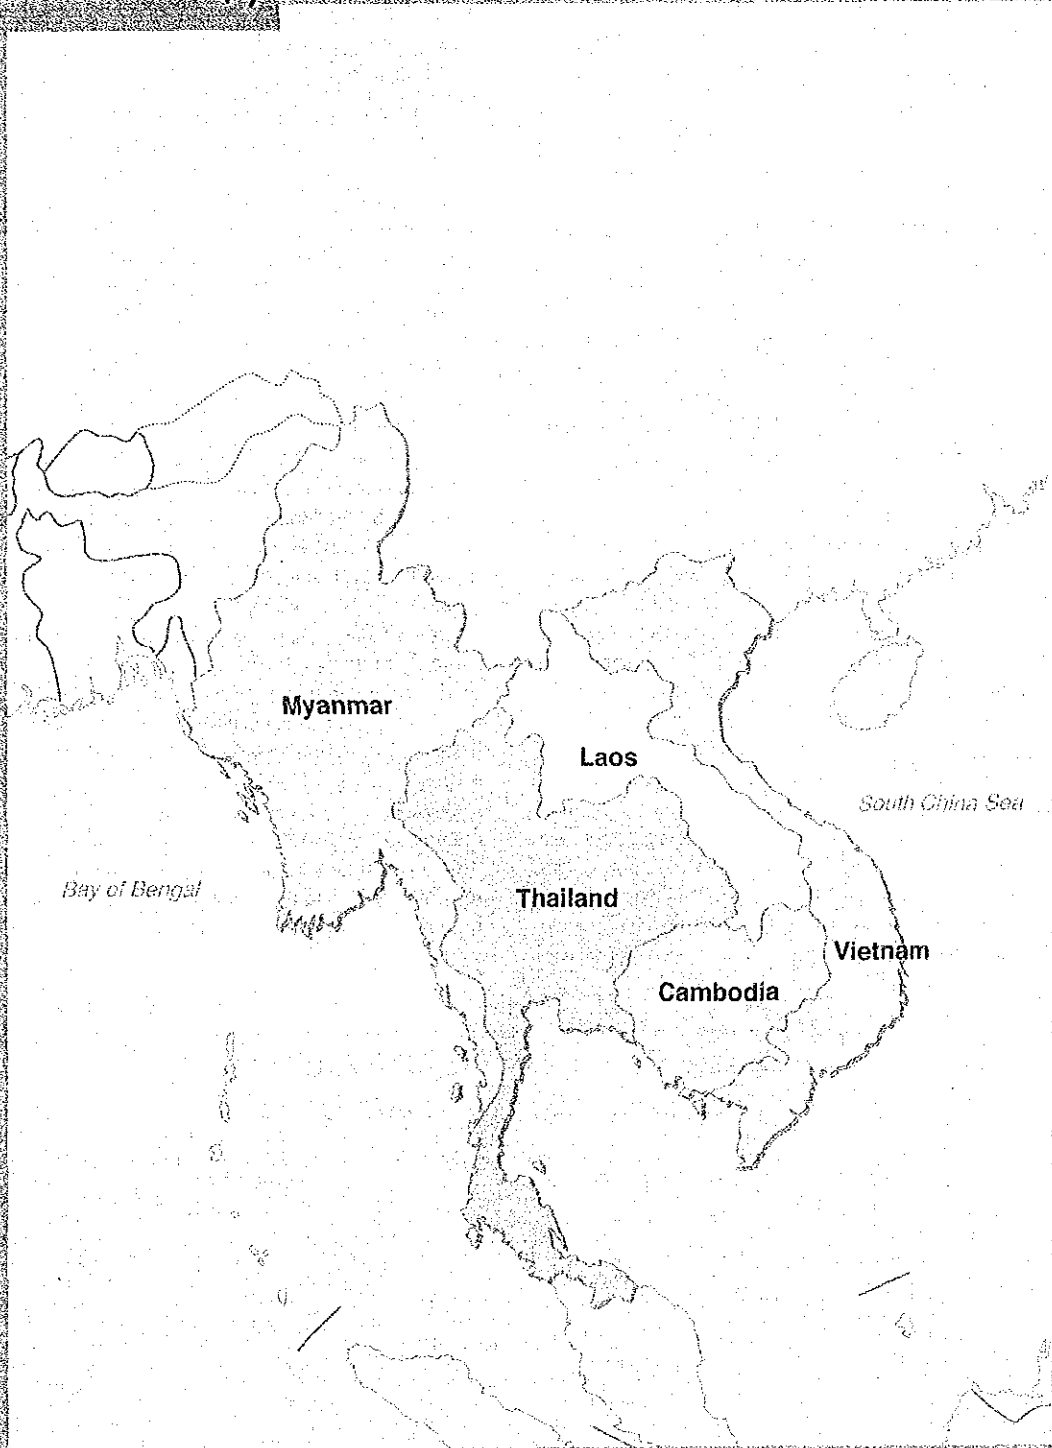 Myanmar
Laos
South China Sea
Bay of Bengal
Thailand
Vietnam
Cambodia